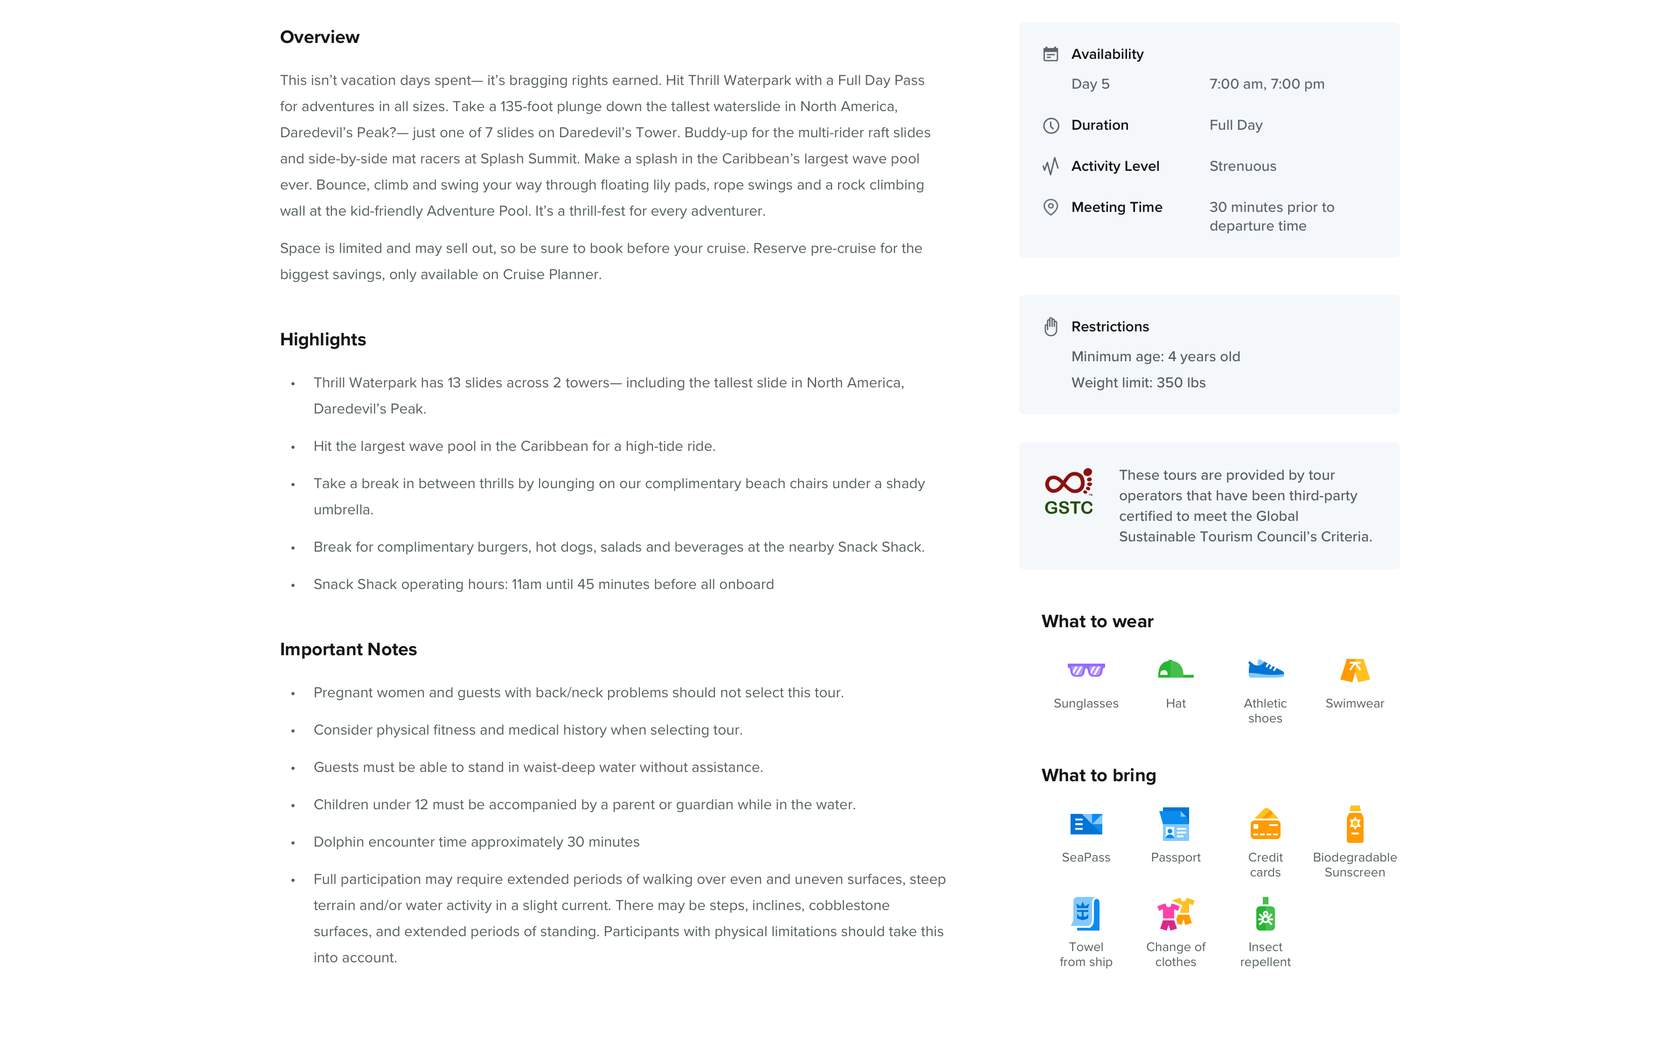 Overview
This isn’t vacation days spent— it’s bragging rights earned. Hit Thrill Waterpark with a Full Day Pass
for adventures in all sizes. Take a 135-foot plunge down the tallest waterslide in North America,
Daredevil’s Peak?— just one of 7 slides on Daredevil’s Tower. Buddy-up for the multi-rider raft slides
and side-by-side mat racers at Splash Summit. Make a splash in the Caribbean’s largest wave pool
ever. Bounce, climb and swing your way through floating lily pads, rope swings and a rock climbing
wall at the kid-friendly Adventure Pool. It’s a thrill-fest for every adventurer.
Space is limited and may sell out, so be sure to book before your cruise. Reserve pre-cruise for the
biggest savings, only available on Cruise Planner.
Highlights
• Thrill Waterpark has 13 slides across 2 towers— including the tallest slide in North America,
Daredevil’s Peak.
• Hit the largest wave pool in the Caribbean for a high-tide ride.
• Take a break in between thrills by lounging on our complimentary beach chairs under a shady
umbrella.
• Break for complimentary burgers, hot dogs, salads and beverages at the nearby Snack Shack.
• Snack Shack operating hours: 11am until 45 minutes before all onboard
Important Notes
• Pregnant women and guests with back/neck problems should not select this tour.
• Consider physical fitness and medical history when selecting tour.
• Guests must be able to stand in waist-deep water without assistance.
• Children under 12 must be accompanied by a parent or guardian while in the water.
• Dolphin encounter time approximately 30 minutes
• Full participation may require extended periods of walking over even and uneven surfaces, steep
terrain and/or water activity in a slight current. There may be steps, inclines, cobblestone
surfaces, and extended periods of standing. Participants with physical limitations should take this
into account.
Availability
Day 5 7:00 am, 7:00 pm
Duration Full Day
Activity Level Strenuous
Meeting Time 30 minutes prior to
departure time
Restrictions
Minimum age: 4 years old
Weight limit: 350 lbs
GSTC
These tours are provided by tour
operators that have been third-party
certified to meet the Global
Sustainable Tourism Council’s Criteria.
What to wear
Sunglasses Hat Athletic Swimwear
shoes
What to bring
SeaPass Passport Credit Biodegradable
cards Sunscreen
Towel Change of Insect
from ship clothes repellent